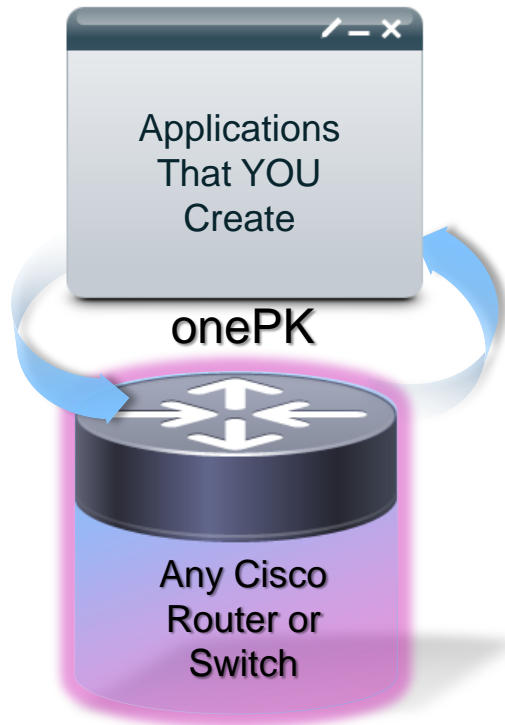 Applications
That YOU
Create
onePK
Any Cisco
Router or
Switch